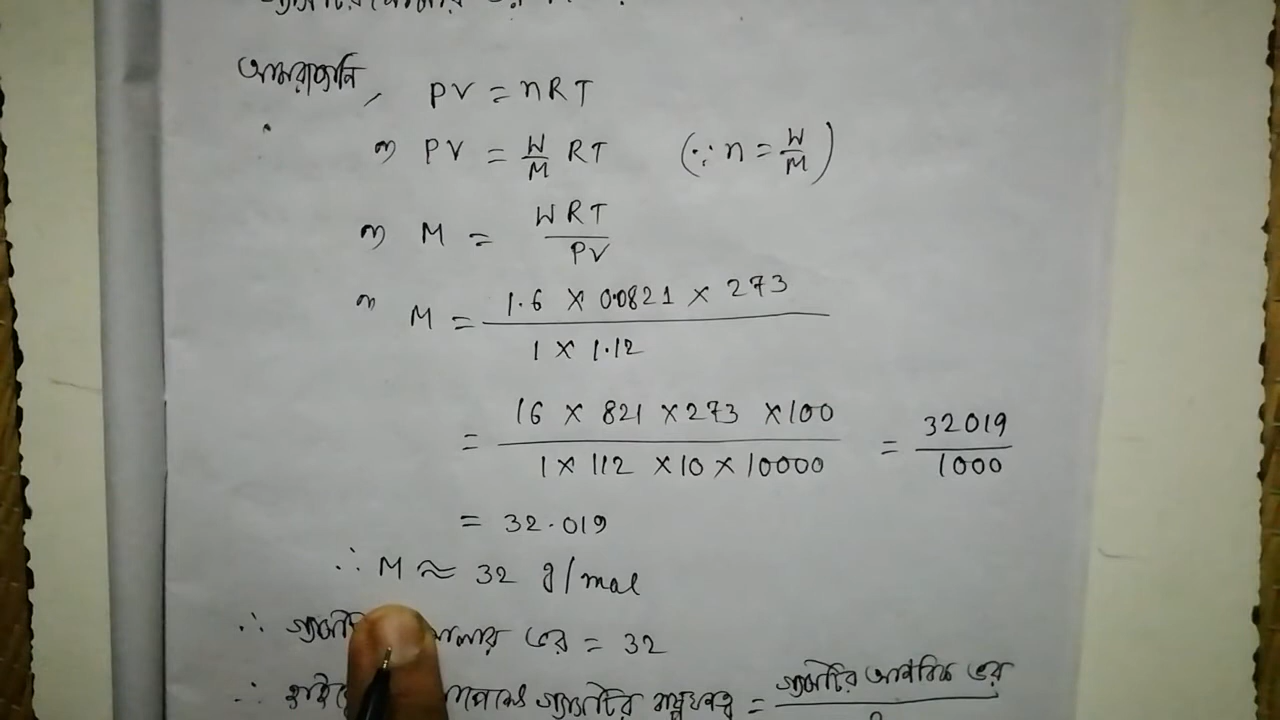 আমরাজানি, PV = nRT
বা PV = W/M RT (∵ n = W/M)
বা M = WRT/PV
বা M = 1.6 × 0.0821 × 273 / 1 × 1.12
= 16 × 821 × 273 × 100 / 1 × 112 × 10 × 10000 = 32019/1000
= 32.019
∴ M ≈ 32 g/mol
∴ ভর = 32
∴ গ্যাসটির = গ্যাসটির আণবিক ভর